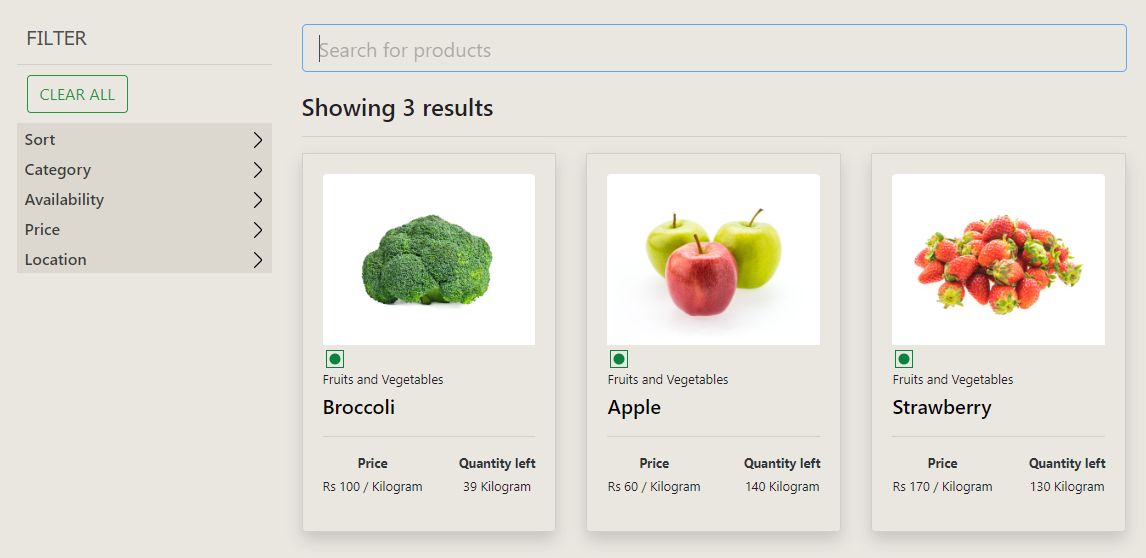 FILTER
CLEAR ALL
Sort
Category
Availability
Price
Location
Search for products
Showing 3 results
Fruits and Vegetables
Broccoli
Price Quantity left
Rs 100 / Kilogram 39 Kilogram
Fruits and Vegetables
Apple
Price Quantity left
Rs 60 / Kilogram 140 Kilogram
Fruits and Vegetables
Strawberry
Price Quantity left
Rs 170 / Kilogram 130 Kilogram